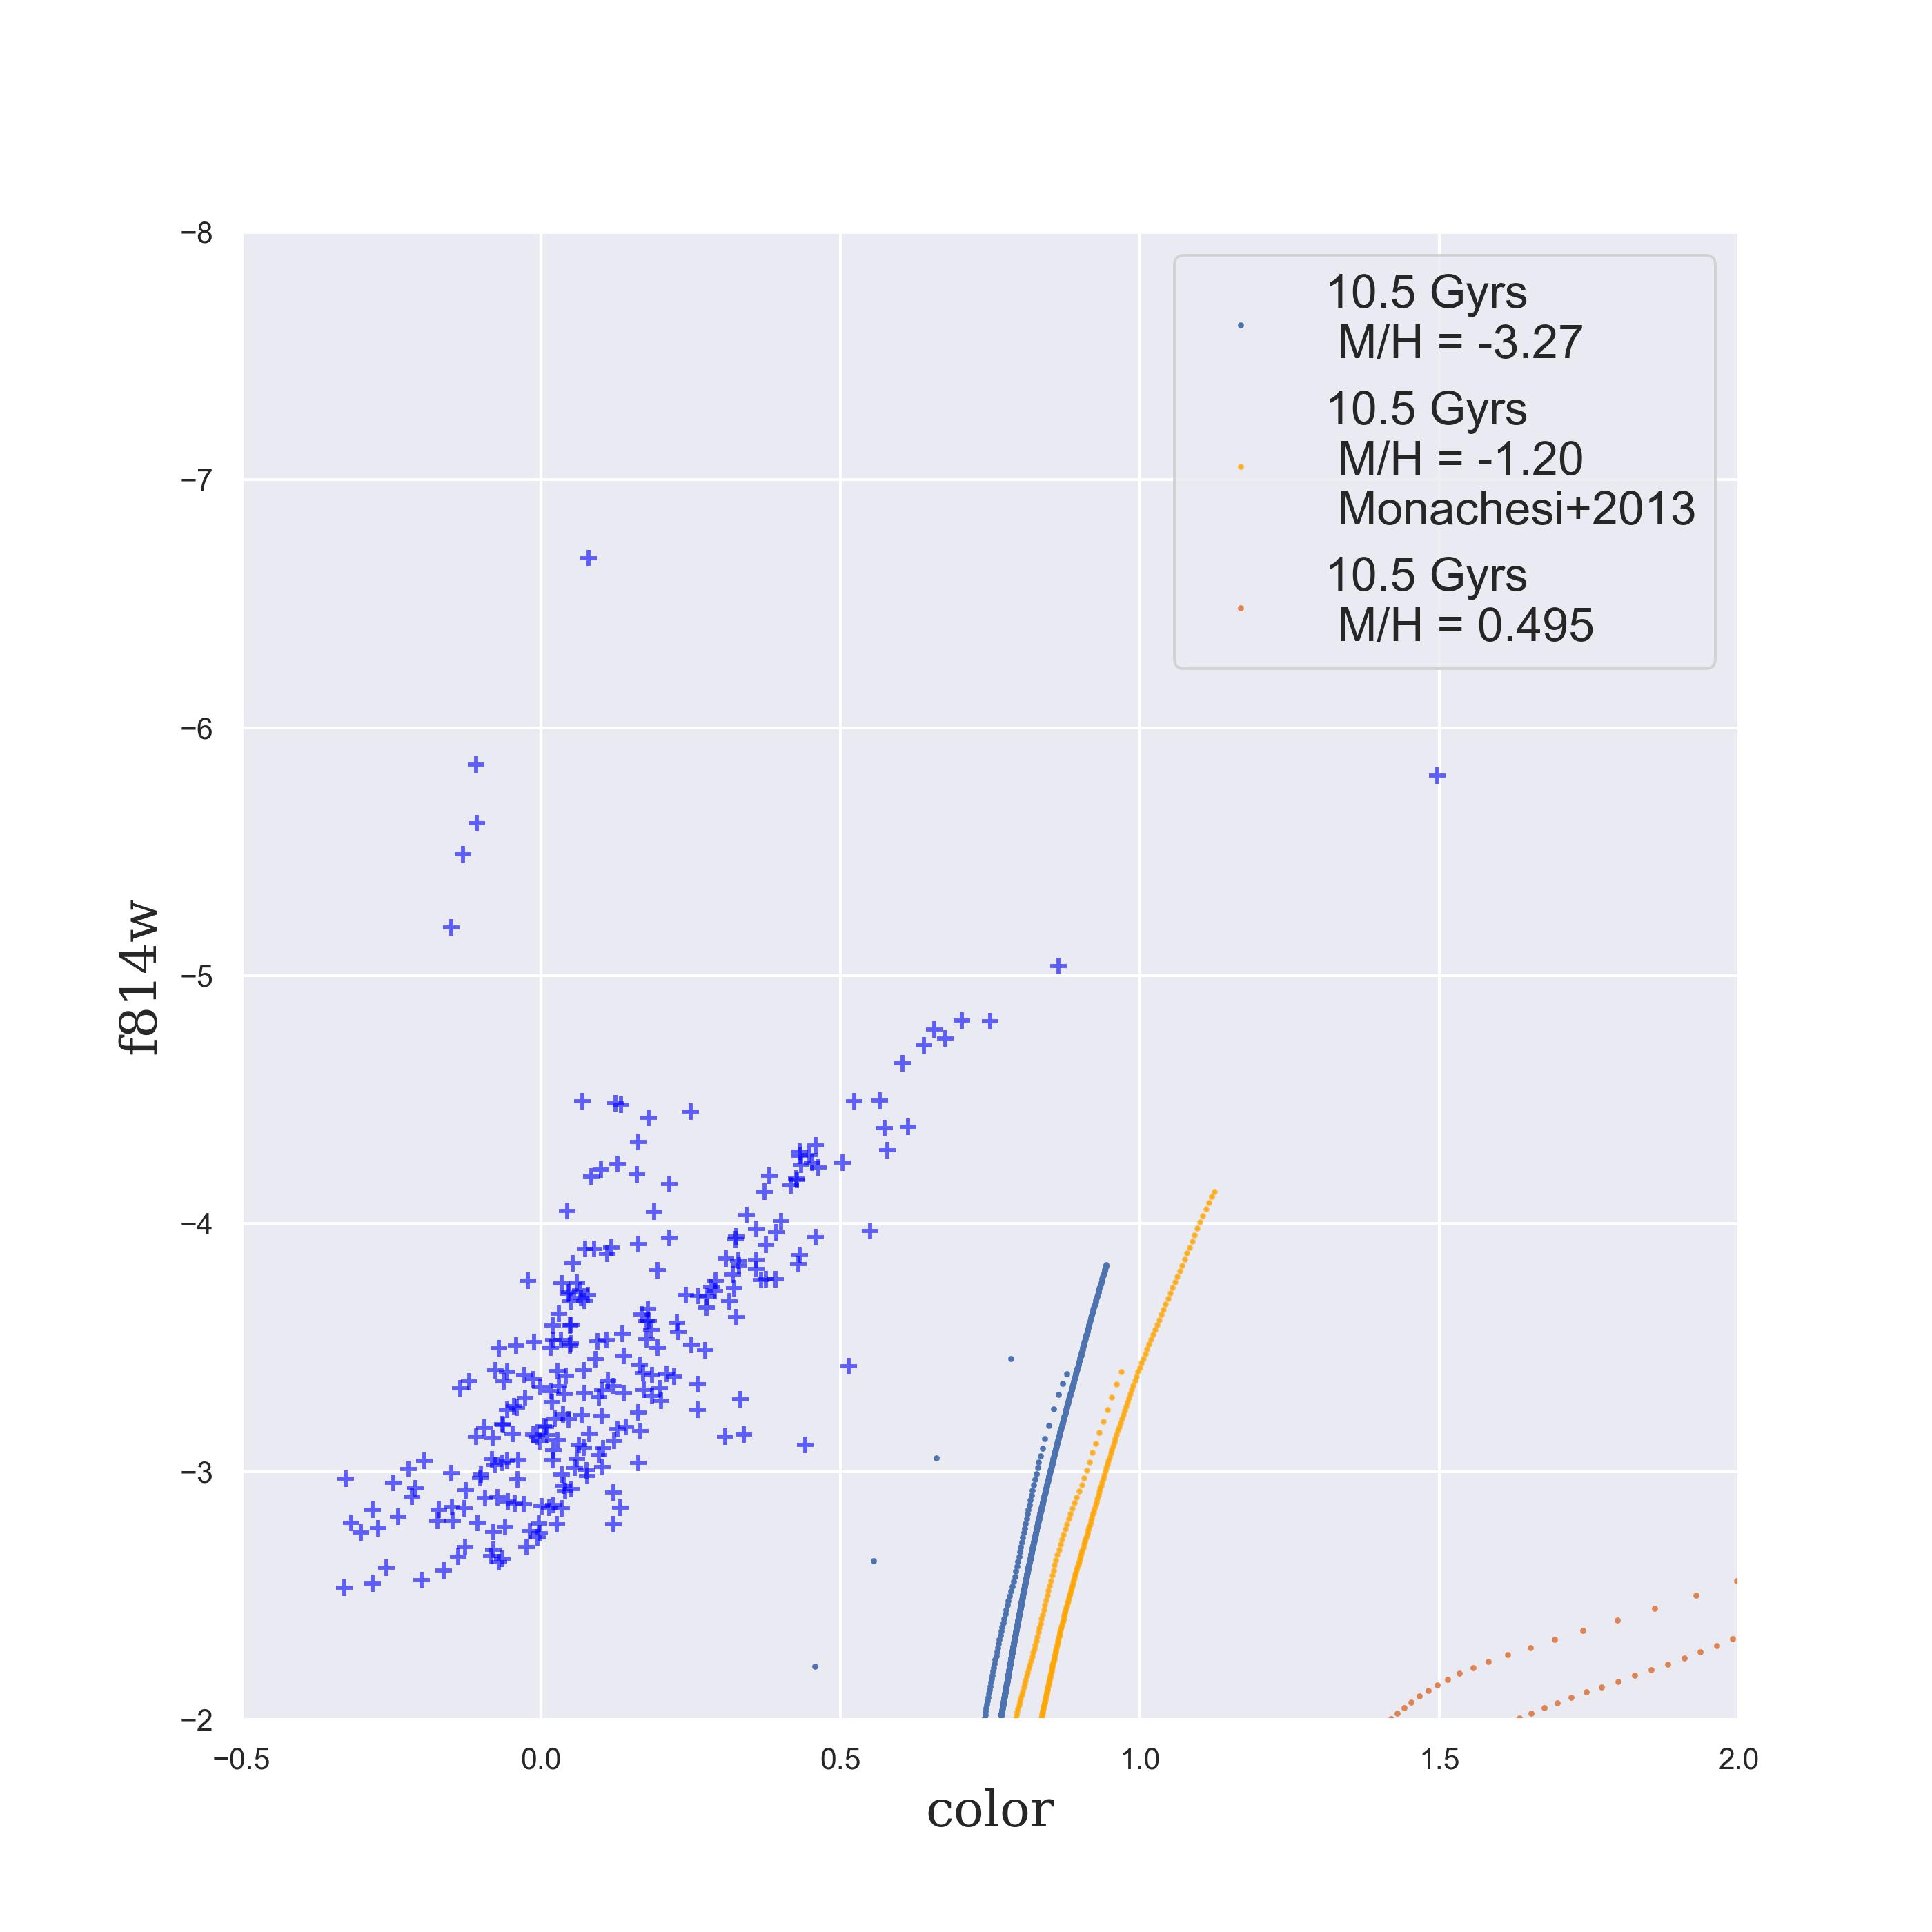 −8
−7
−6
−5
−4
−3
−2
f814w
−0.5
0.0
0.5
1.0
1.5
2.0
color
10.5 Gyrs
M/H = -3.27
10.5 Gyrs
M/H = -1.20
Monachesi+2013
10.5 Gyrs
M/H = 0.495